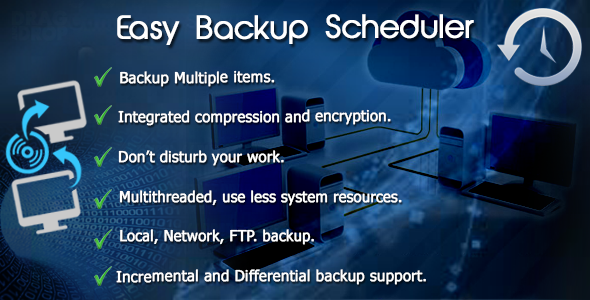 Easy Backup Scheduler
Backup Multiple items.
Integrated compression and encryption.
Don't disturb your work.
Multithreaded, use less system resources.
Local, Network, FTP. backup.
Incremental and Differential backup support.